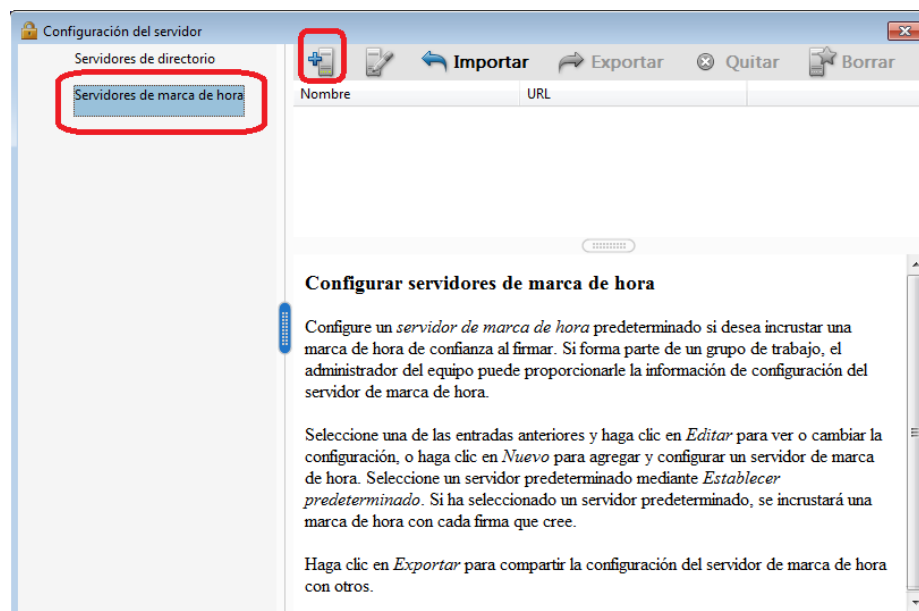 Configuración del servidor
Servidores de directorio
Servidores de marca de hora
Importar Exportar Quitar Borrar
Nombre URL
Configurar servidores de marca de hora
Configure un servidor de marca de hora predeterminado si desea incrustar una
marca de hora de confianza al firmar. Si forma parte de un grupo de trabajo, el
administrador del equipo puede proporcionarle la información de configuración del
servidor de marca de hora.
Seleccione una de las entradas anteriores y haga clic en Editar para ver o cambiar la
configuración, o haga clic en Nuevo para agregar y configurar un servidor de marca
de hora. Seleccione un servidor predeterminado mediante Establecer
predeterminado. Si ha seleccionado un servidor predeterminado, se incrustará una
marca de hora con cada firma que cree.
Haga clic en Exportar para compartir la configuración del servidor de marca de hora
con otros.